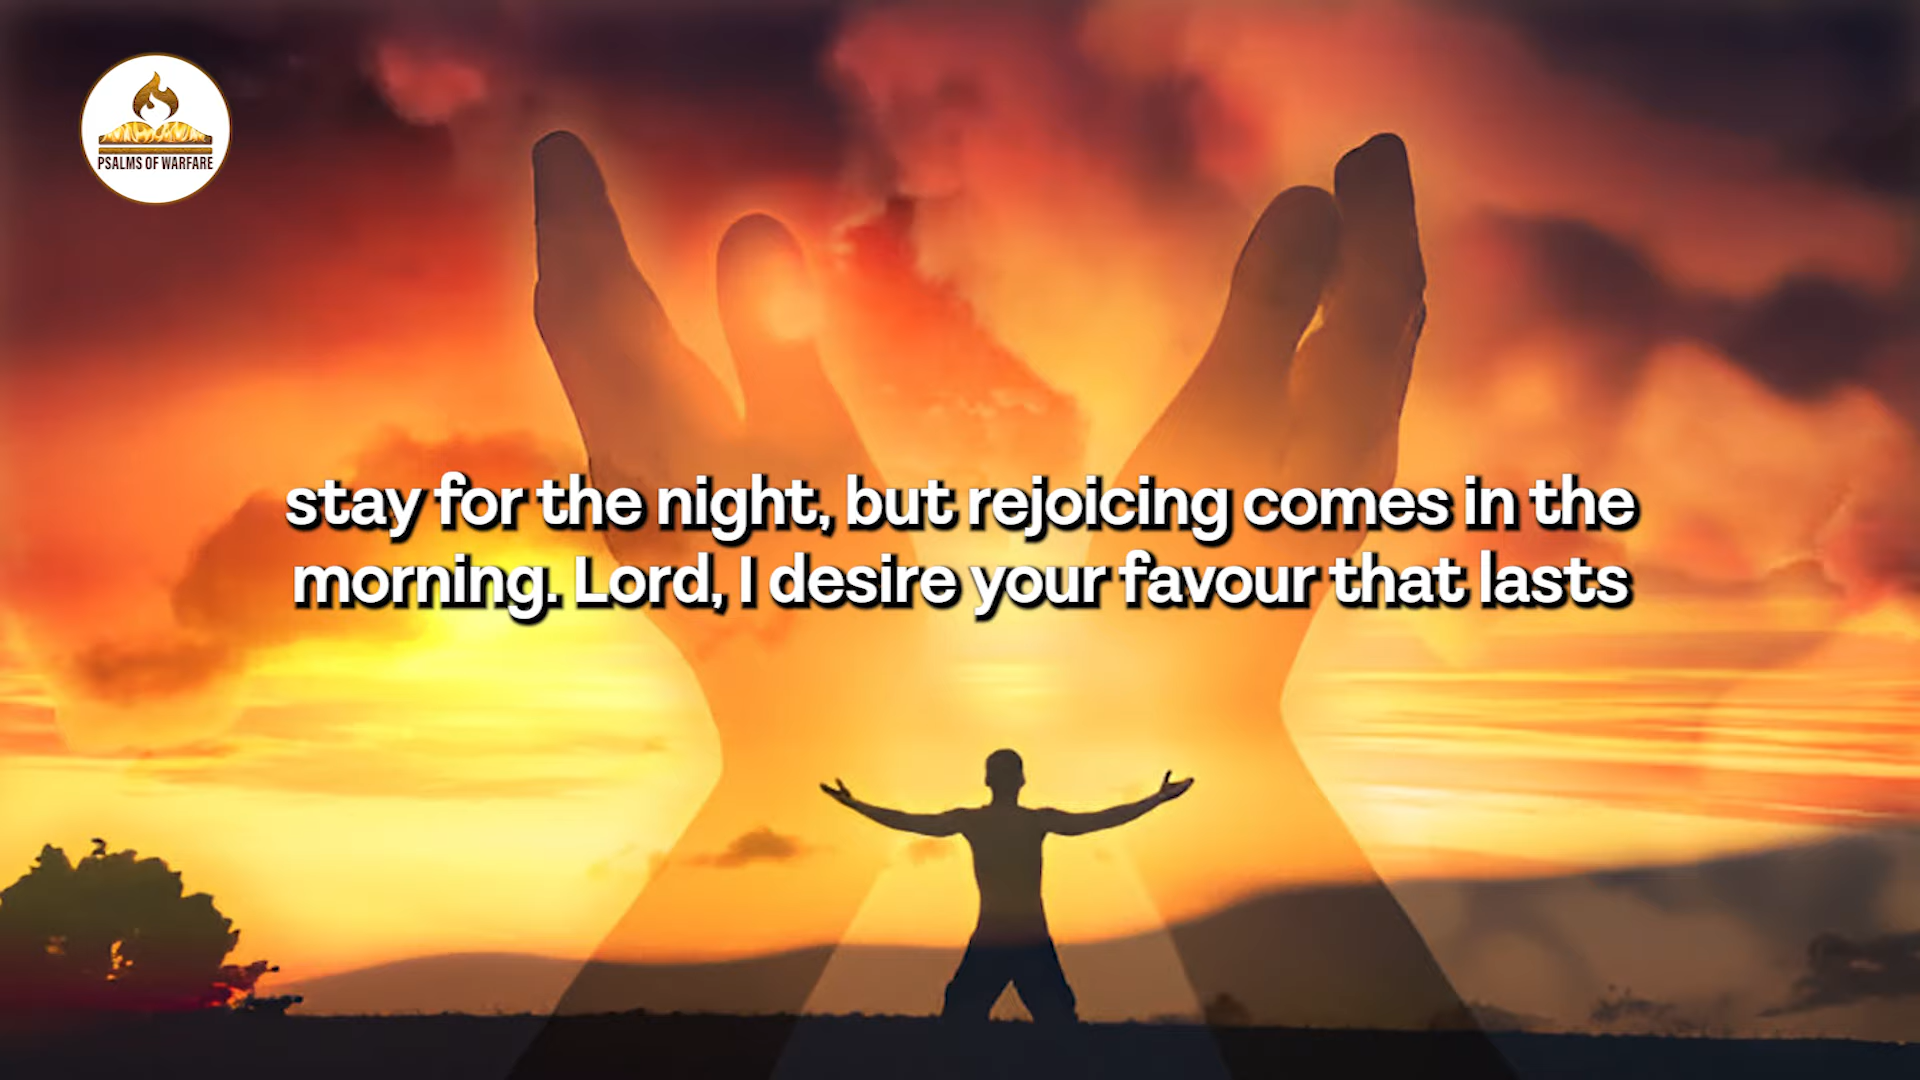 PSALMS OF WARFARE
stay for the night, but rejoicing comes in the
morning. Lord, I desire your favour that lasts